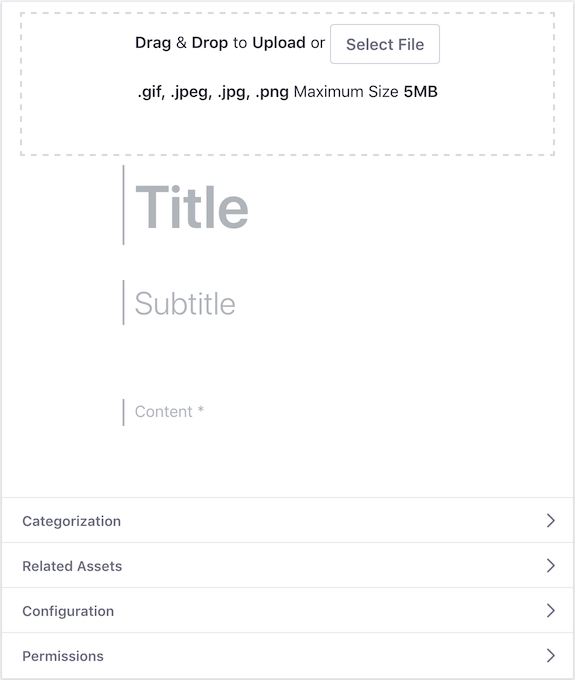 Drag & Drop to Upload or Select File
.gif, .jpeg, .jpg, .png Maximum Size 5MB
Title
Subtitle
Content *
Categorization
Related Assets
Configuration
Permissions